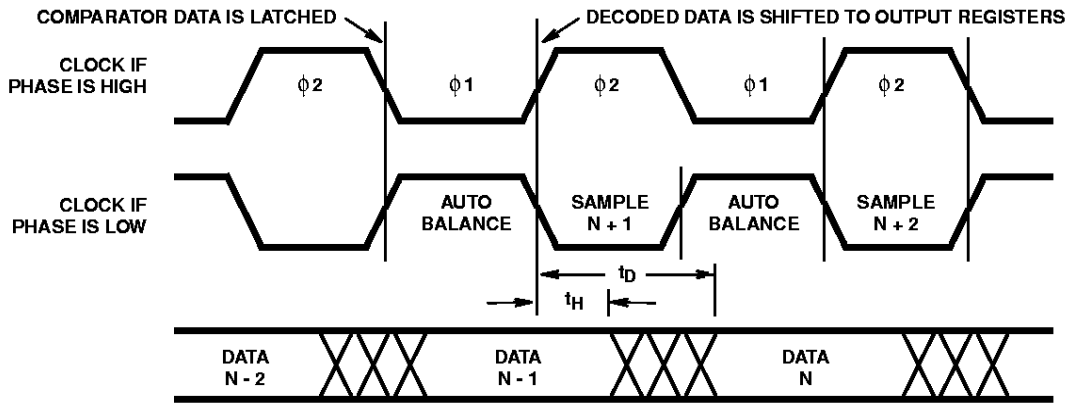 COMPARATOR DATA IS LATCHED
DECODED DATA IS SHIFTED TO OUTPUT REGISTERS
CLOCK IF
PHASE IS HIGH
ϕ2
ϕ1
ϕ2
ϕ1
ϕ2
CLOCK IF
PHASE IS LOW
AUTO
BALANCE
SAMPLE
N + 1
AUTO
BALANCE
SAMPLE
N + 2
tD
tH
DATA
N - 2
DATA
N - 1
DATA
N